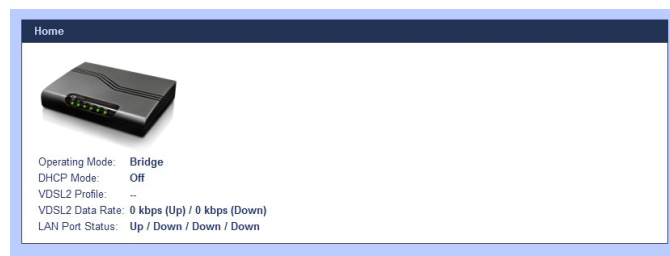 Home
Operating Mode: Bridge
DHCP Mode: Off
VDSL2 Profile: --
VDSL2 Data Rate: 0 kbps (Up) / 0 kbps (Down)
LAN Port Status: Up / Down / Down / Down